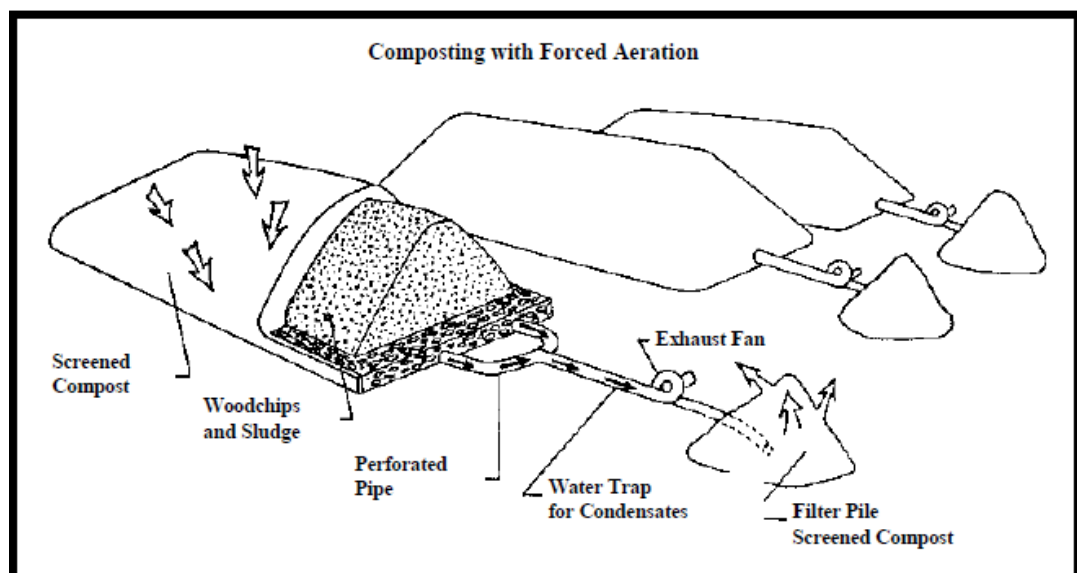 Composting with Forced Aeration
Screened
Compost
Woodchips
and Sludge
Perforated
Pipe
Water Trap
for Condensates
Exhaust Fan
Filter Pile
Screened Compost